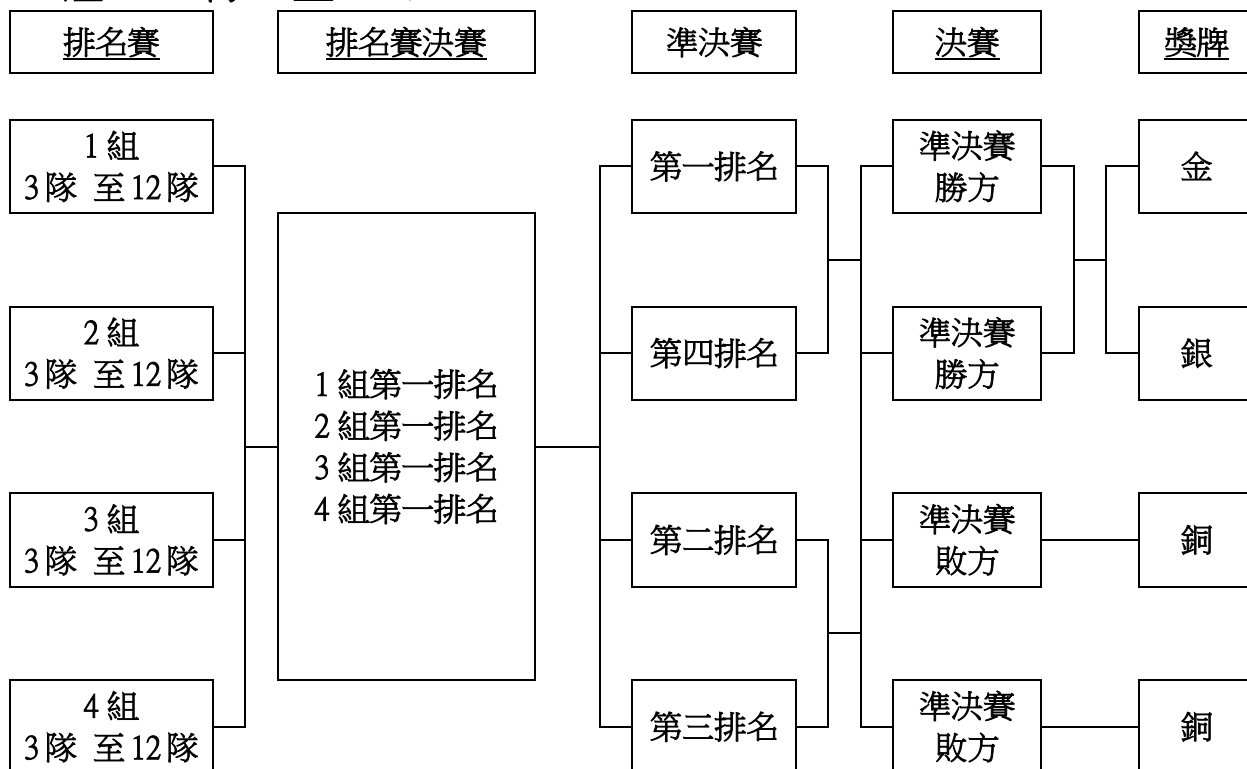 排名賽
排名賽決賽
準決賽
決賽
獎牌
1組
3隊 至12隊
2組
3隊 至12隊
3組
3隊 至12隊
4組
3隊 至12隊
1組第一排名
2組第一排名
3組第一排名
4組第一排名
第一排名
第四排名
第二排名
第三排名
準決賽
勝方
準決賽
勝方
準決賽
敗方
準決賽
敗方
金
銀
銅
銅